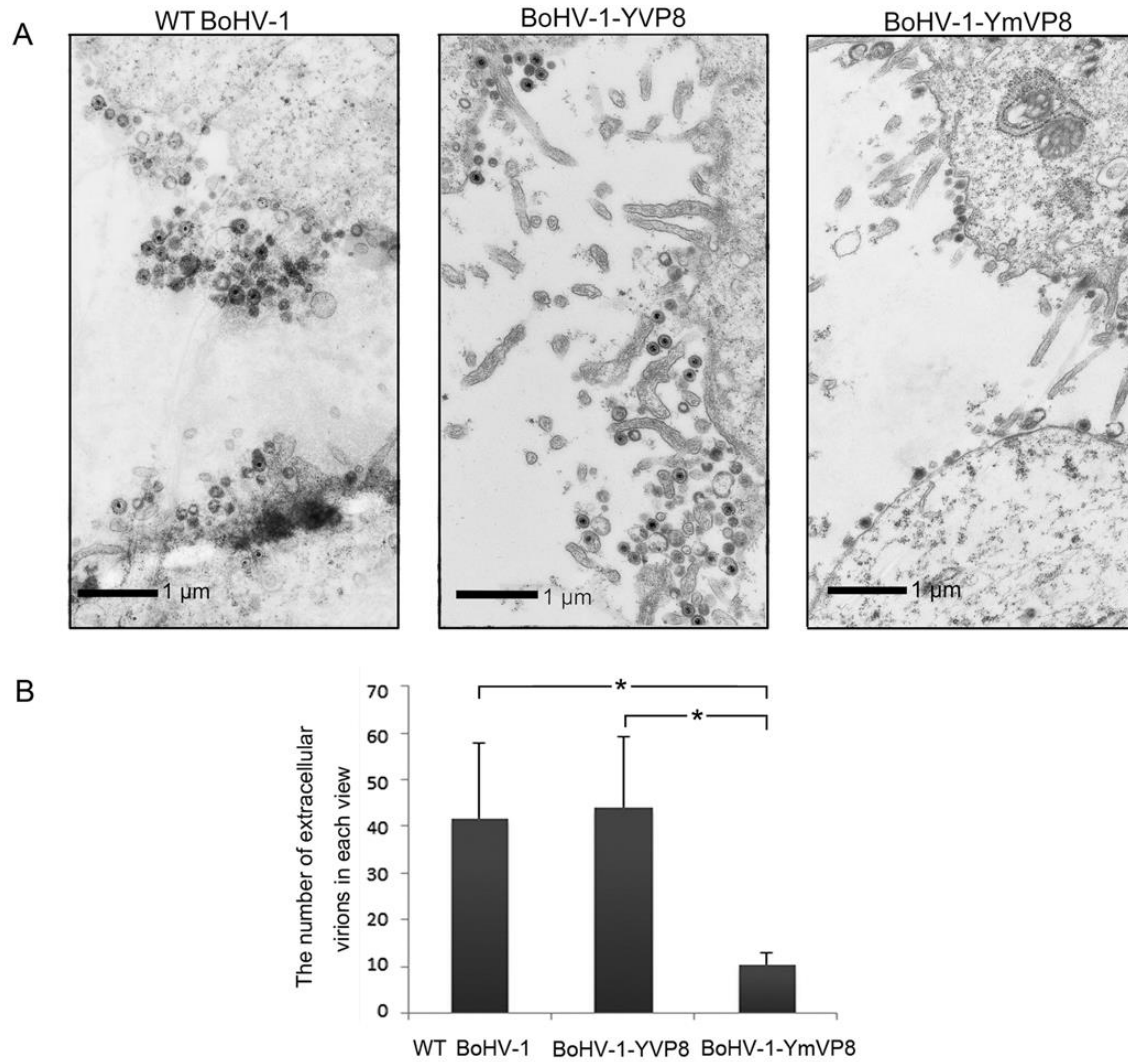 A
WT BoHV-1
BoHV-1-YVP8
BoHV-1-YmVP8
1 µm
1 µm
1 µm
B
The number of extracellular
virions in each view
70
60
50
40
30
20
10
0
*
*
WT BoHV-1
BoHV-1-YVP8
BoHV-1-YmVP8